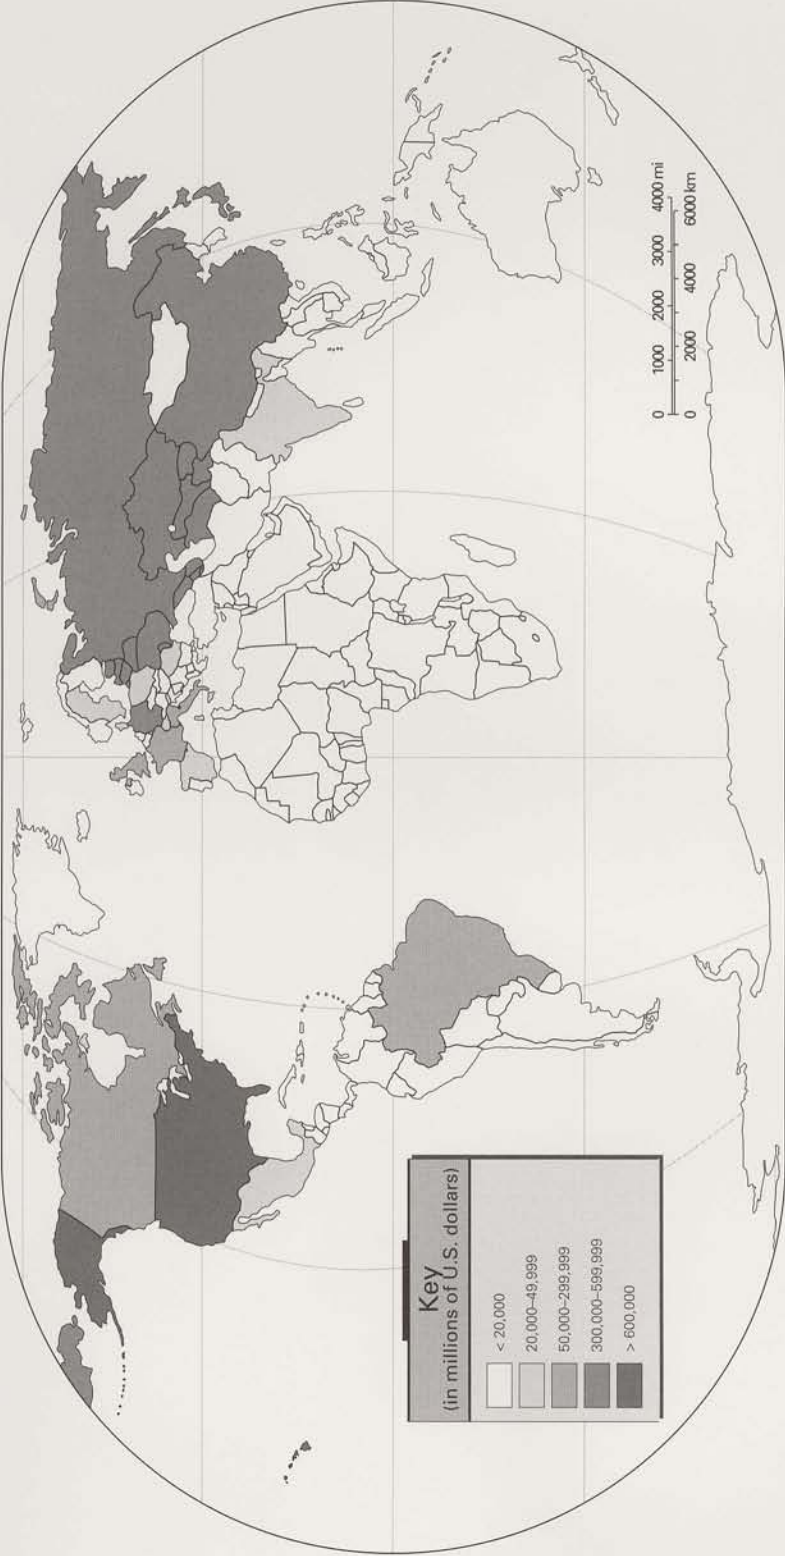 0 1000 2000 3000 4000 mi
0 2000 4000 6000 km
Key
(in millions of U.S. dollars)
< 20,000
20,000–49,999
50,000–299,999
300,000–599,999
> 600,000